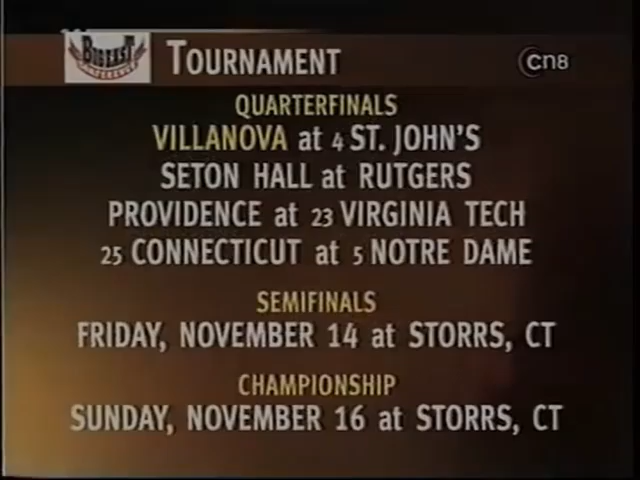 BIG EAST
CONFERENCE
TOURNAMENT
CN8
QUARTERFINALS
VILLANOVA at 4 ST. JOHN'S
SETON HALL at RUTGERS
PROVIDENCE at 23 VIRGINIA TECH
25 CONNECTICUT at 5 NOTRE DAME
SEMIFINALS
FRIDAY, NOVEMBER 14 at STORRS, CT
CHAMPIONSHIP
SUNDAY, NOVEMBER 16 at STORRS, CT